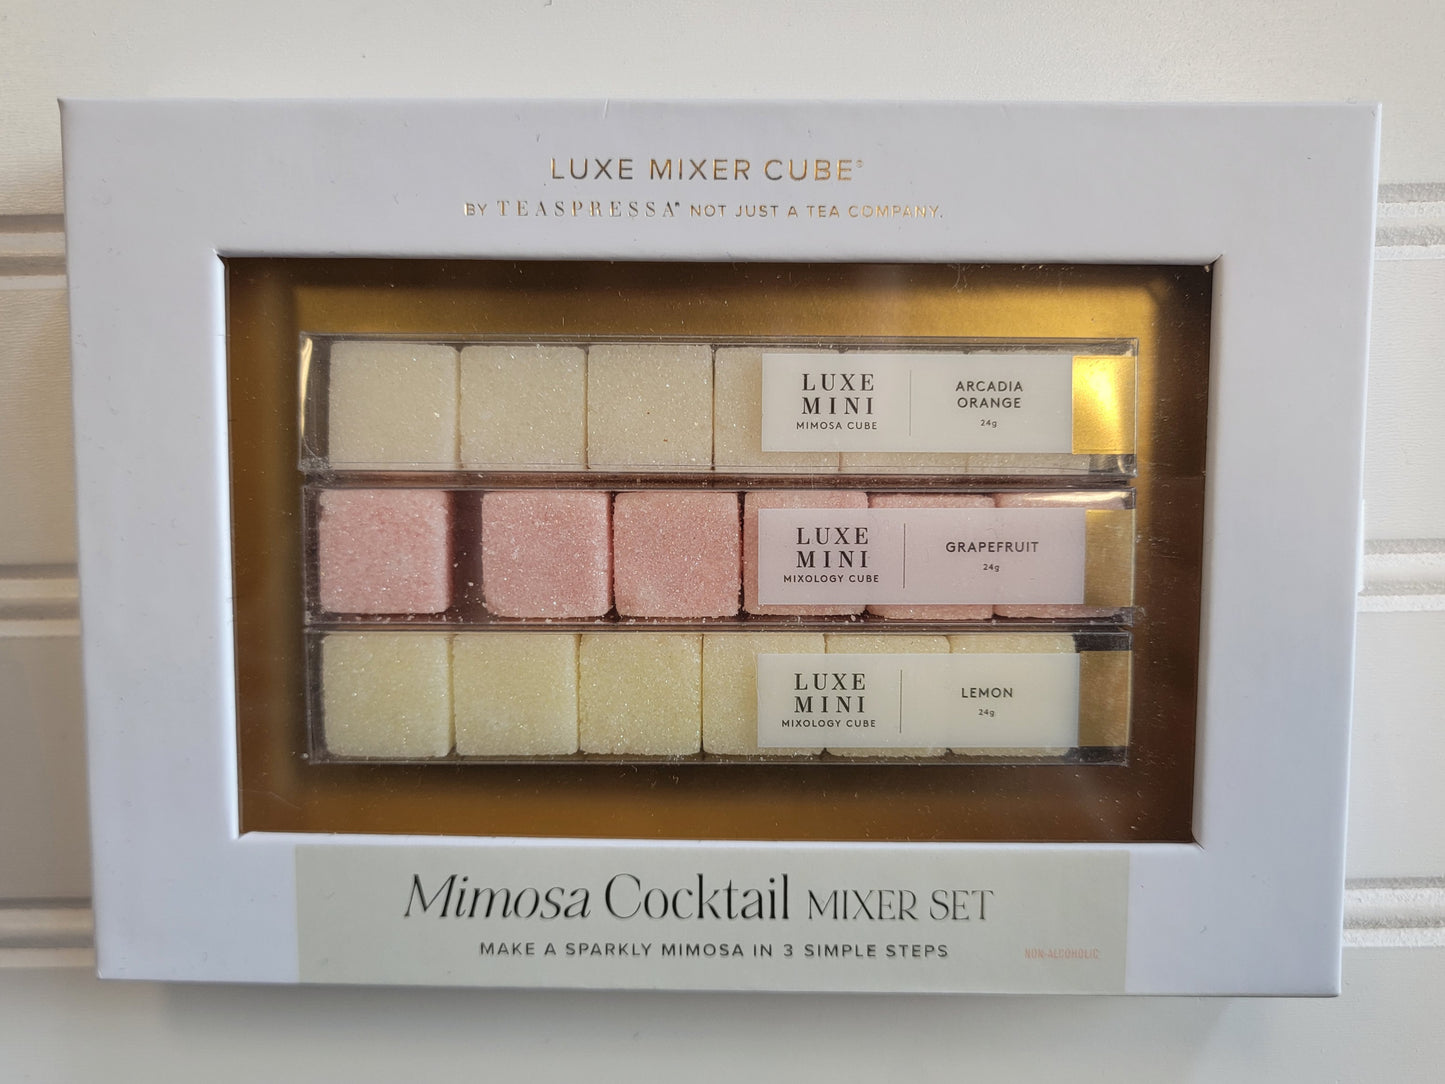 LUXE MIXER CUBE®
BY TEASPRESSA® NOT JUST A TEA COMPANY.
LUXE
MINI
MIMOSA CUBE
ARCADIA
ORANGE
24g
LUXE
MINI
MIXOLOGY CUBE
GRAPEFRUIT
24g
LUXE
MINI
MIXOLOGY CUBE
LEMON
24g
Mimosa Cocktail MIXER SET
MAKE A SPARKLY MIMOSA IN 3 SIMPLE STEPS
NON-ALCOHOLIC